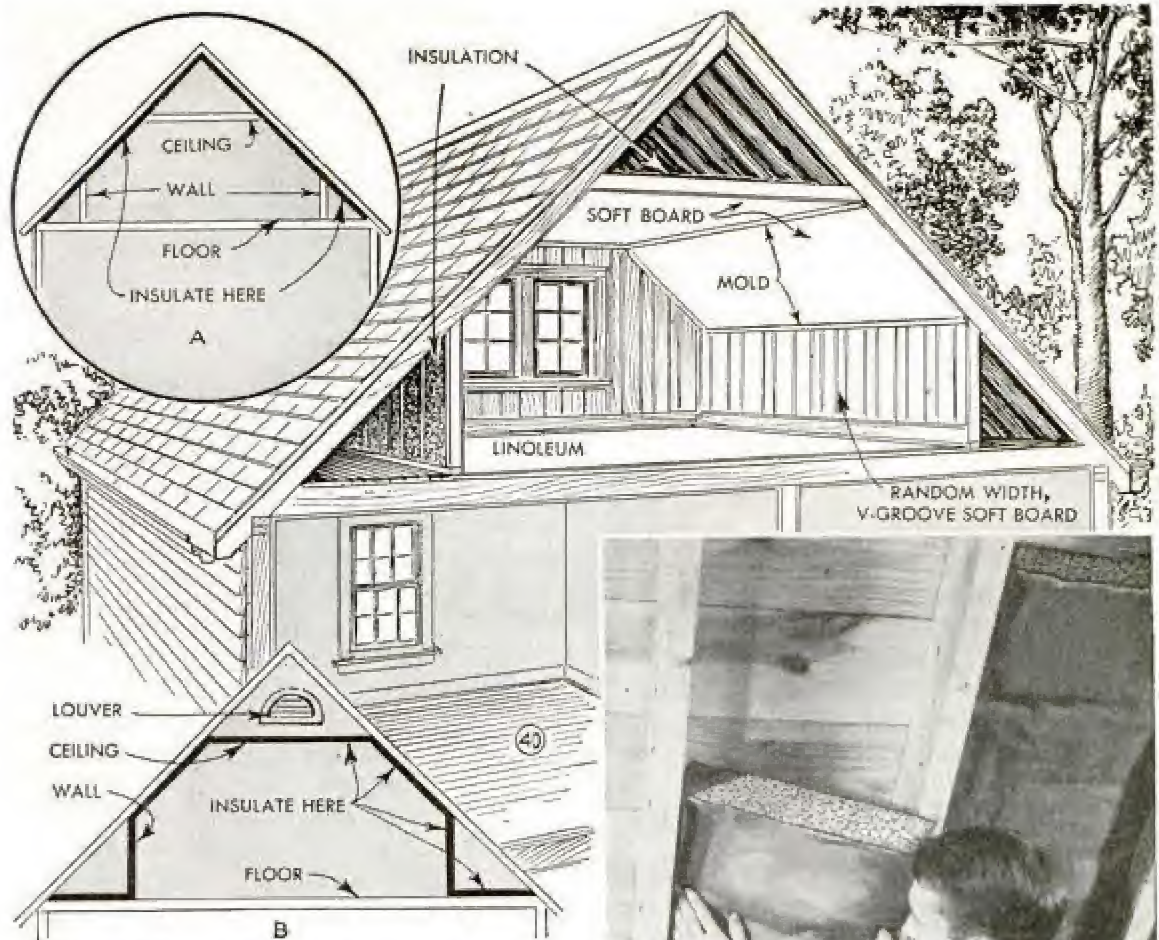 INSULATION
CEILING
WALL
FLOOR
INSULATE HERE
A
SOFT BOARD
MOLD
LINOLEUM
RANDOM WIDTH,
V-GROOVE SOFT BOARD
LOUVER
CEILING
WALL
INSULATE HERE
FLOOR
B
40